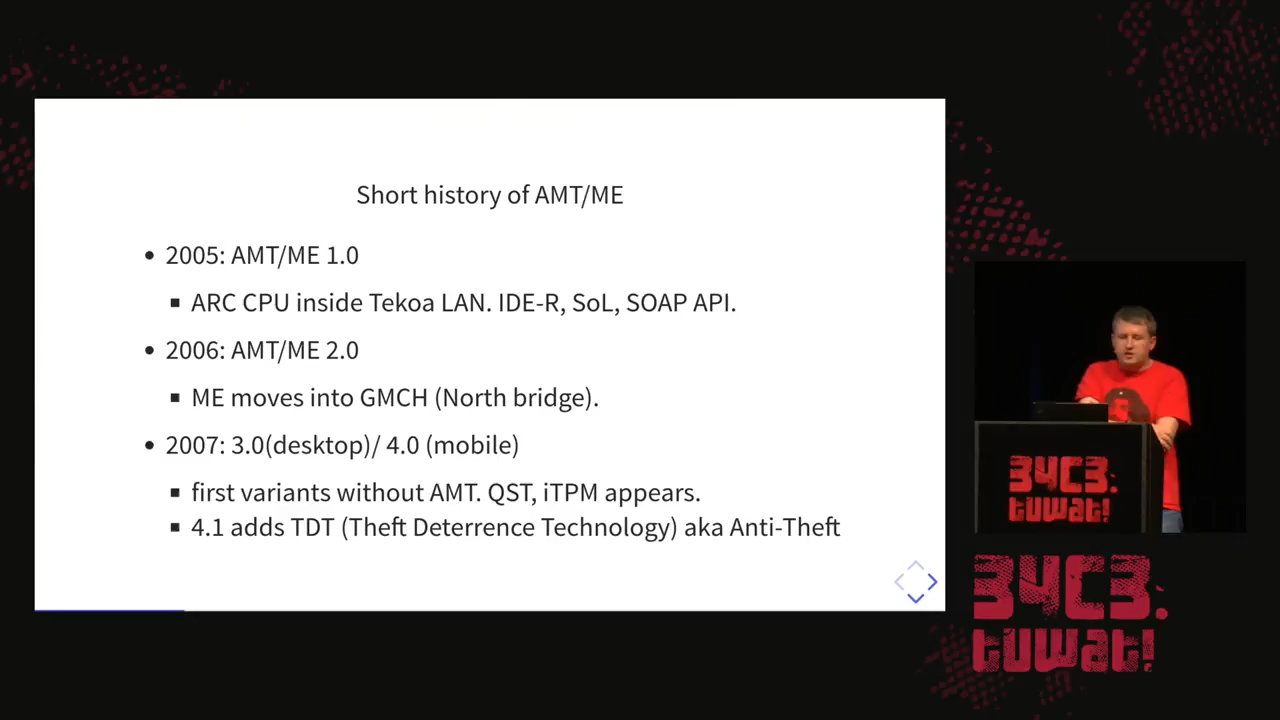 Short history of AMT/ME
• 2005: AMT/ME 1.0
▪ ARC CPU inside Tekoa LAN. IDE-R, SoL, SOAP API.
• 2006: AMT/ME 2.0
▪ ME moves into GMCH (North bridge).
• 2007: 3.0(desktop)/ 4.0 (mobile)
▪ first variants without AMT. QST, iTPM appears.
▪ 4.1 adds TDT (Theft Deterrence Technology) aka Anti-Theft
34C3:
tuwat!
34C3:
tuwat!